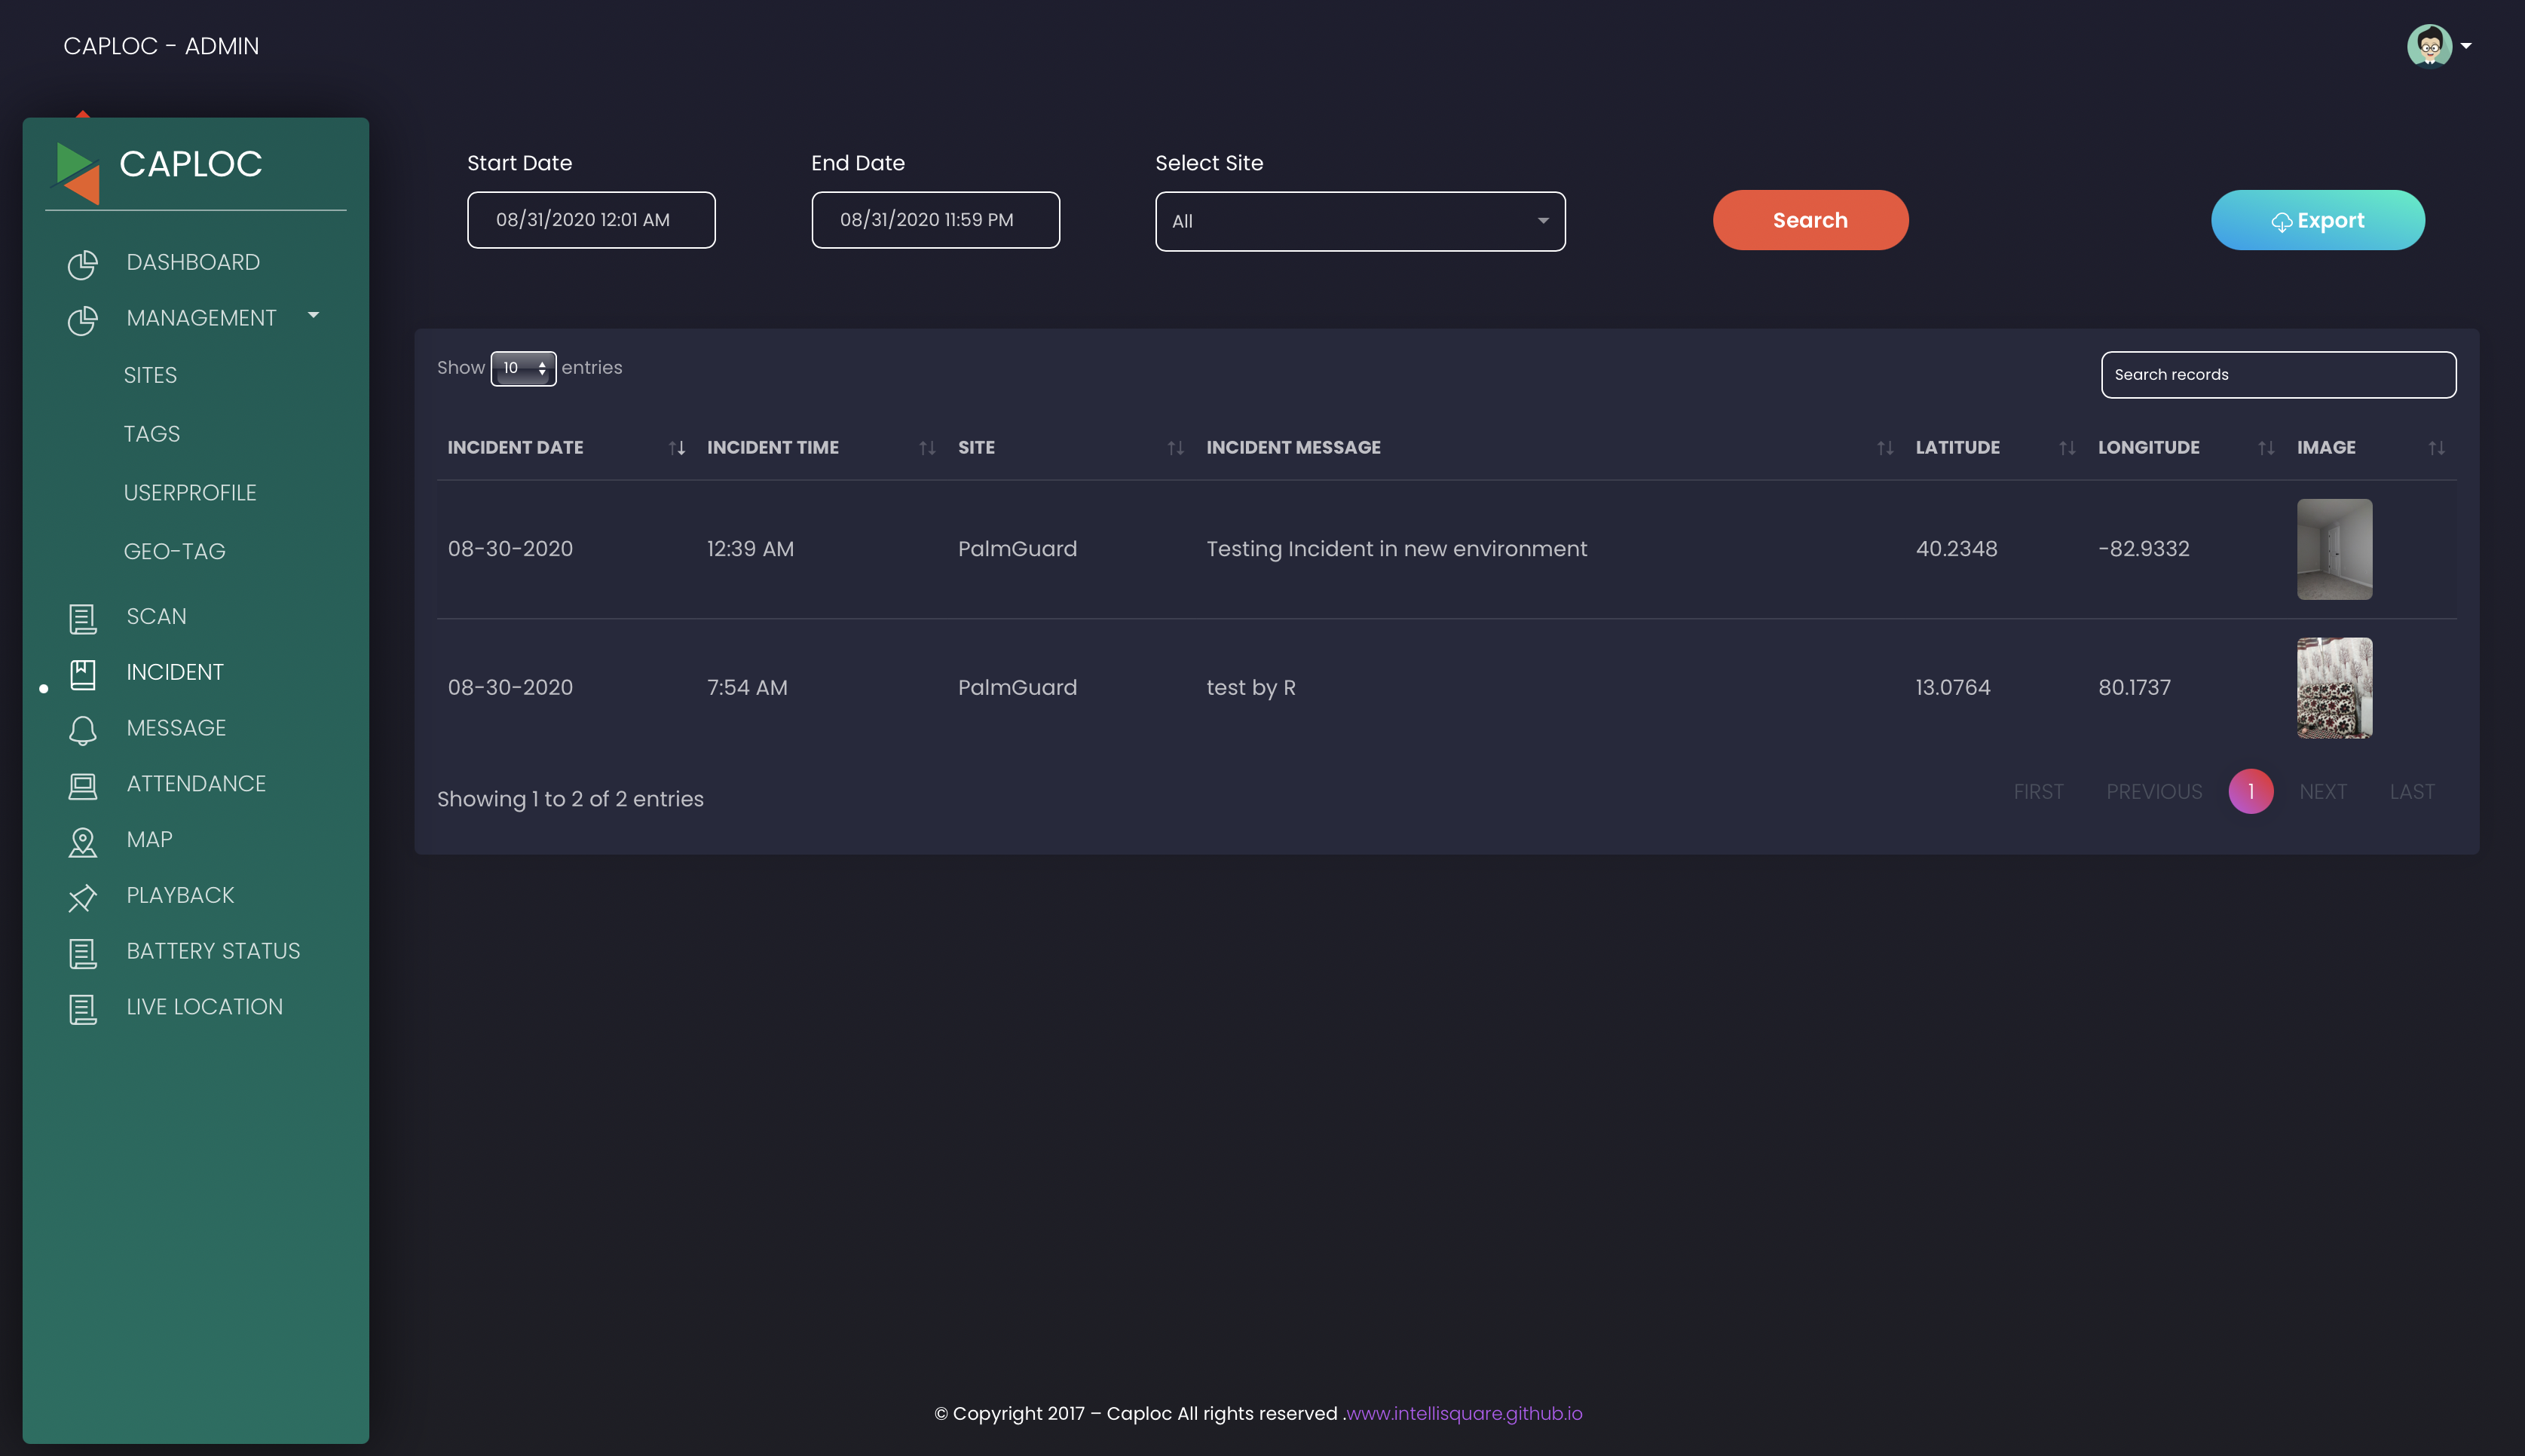 CAPLOC - ADMIN
CAPLOC
DASHBOARD
MANAGEMENT
SITES
TAGS
USERPROFILE
GEO-TAG
SCAN
INCIDENT
MESSAGE
ATTENDANCE
MAP
PLAYBACK
BATTERY STATUS
LIVE LOCATION
Start Date End Date Select Site
08/31/2020 12:01 AM 08/31/2020 11:59 PM All Search Export
Show 10 entries Search records
INCIDENT DATE INCIDENT TIME SITE INCIDENT MESSAGE LATITUDE LONGITUDE IMAGE
08-30-2020 12:39 AM PalmGuard Testing Incident in new environment 40.2348 -82.9332
08-30-2020 7:54 AM PalmGuard test by R 13.0764 80.1737
Showing 1 to 2 of 2 entries FIRST PREVIOUS 1 NEXT LAST
© Copyright 2017 – Caploc All rights reserved .www.intellisquare.github.io